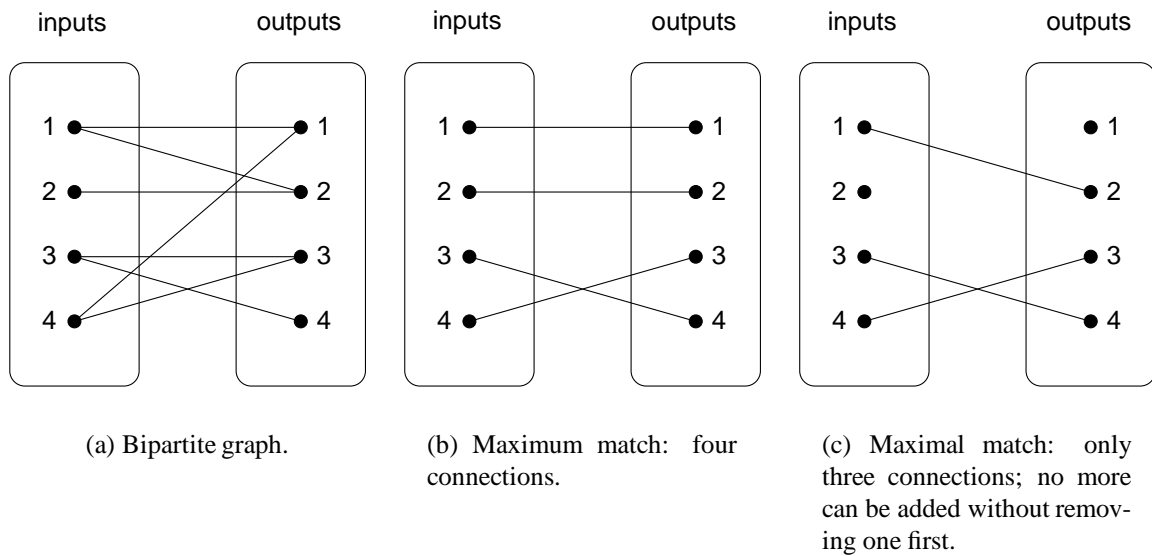 inputs outputs inputs outputs inputs outputs
1 1 1 1 1 1
2 2 2 2 2 2
3 3 3 3 3 3
4 4 4 4 4 4
(a) Bipartite graph.
(b) Maximum match: four
connections.
(c) Maximal match: only
three connections; no more
can be added without remov-
ing one first.